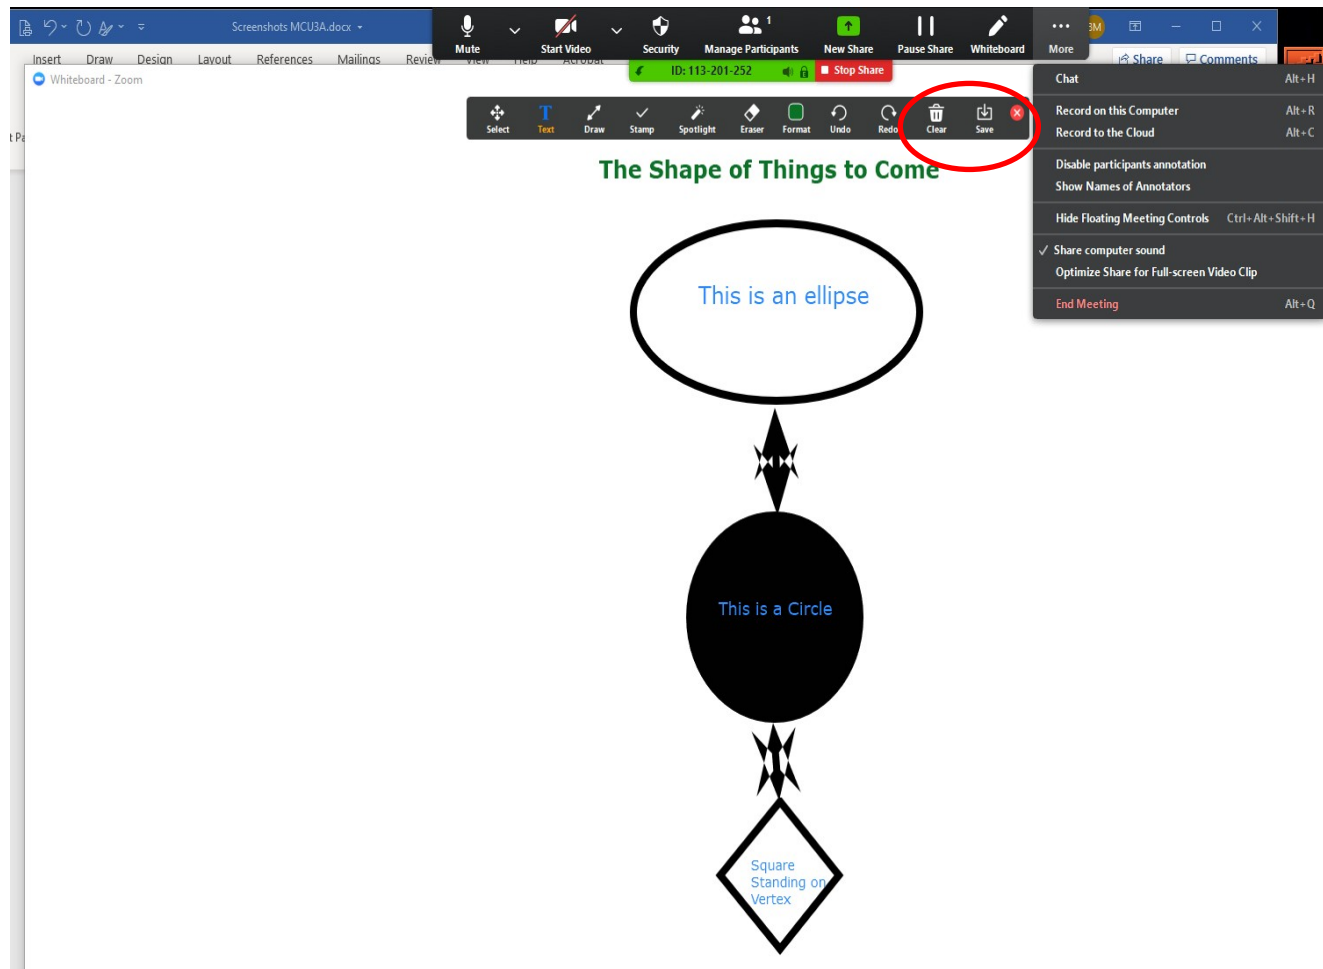 Screenshots MCU3A.docx
1
Mute
Start Video
Security
Manage Participants
New Share
Pause Share
Whiteboard
More
Insert Draw Design Layout References Mailings Review View Help Acrobat
Share
Comments
Whiteboard - Zoom
ID: 113-201-252
Stop Share
Select
Text
Draw
Stamp
Spotlight
Eraser
Format
Undo
Redo
Clear
Save
Chat Alt+H
Record on this Computer Alt+R
Record to the Cloud Alt+C
Disable participants annotation
Show Names of Annotators
Hide Floating Meeting Controls Ctrl+Alt+Shift+H
Share computer sound
Optimize Share for Full-screen Video Clip
End Meeting Alt+Q
The Shape of Things to Come
This is an ellipse
This is a Circle
Square
Standing on
Vertex